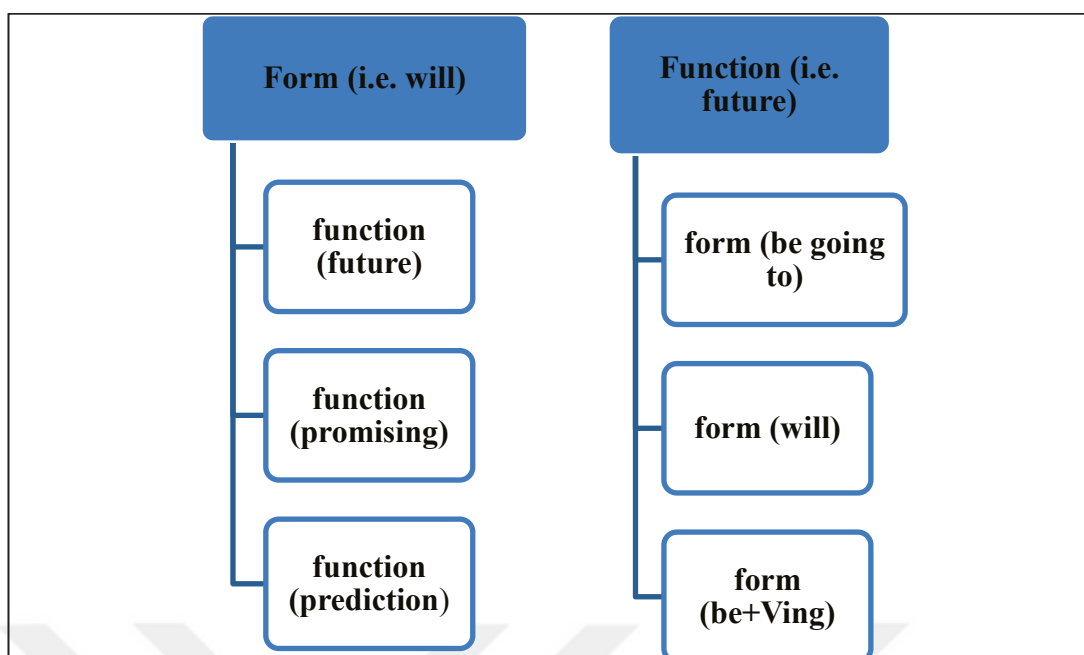 Form (i.e. will)
function
(future)
function
(promising)
function
(prediction)
Function (i.e.
future)
form (be going
to)
form (will)
form
(be+Ving)